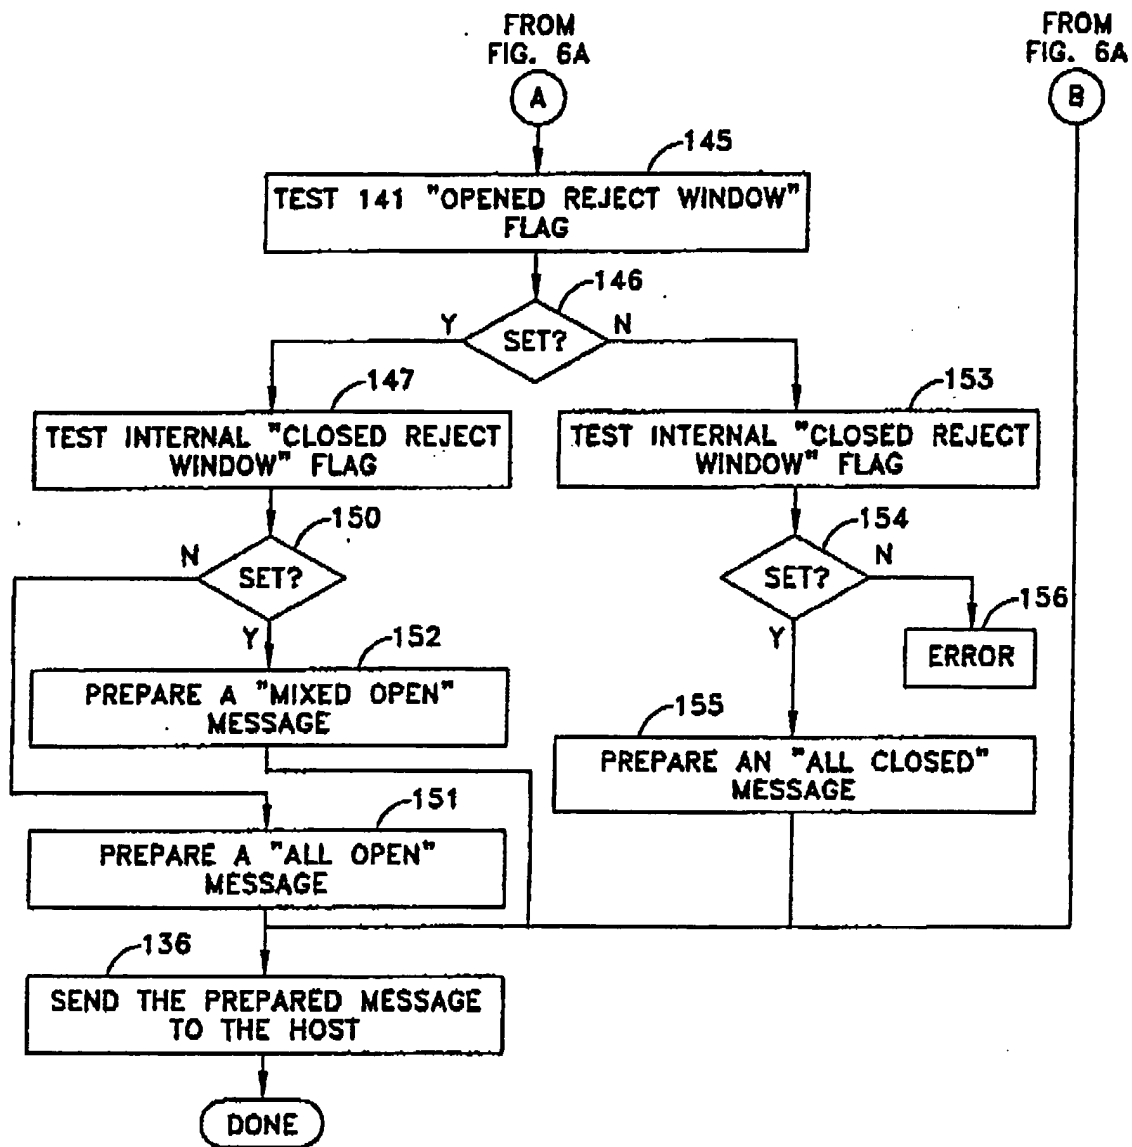 FROM
FIG. 6A
A
FROM
FIG. 6A
B
145
TEST 141 "OPENED REJECT WINDOW"
FLAG
146
Y
SET?
N
147
TEST INTERNAL "CLOSED REJECT
WINDOW" FLAG
153
TEST INTERNAL "CLOSED REJECT
WINDOW" FLAG
150
N
SET?
Y
154
SET?
N
Y
156
ERROR
152
PREPARE A "MIXED OPEN"
MESSAGE
155
PREPARE AN "ALL CLOSED"
MESSAGE
151
PREPARE A "ALL OPEN"
MESSAGE
136
SEND THE PREPARED MESSAGE
TO THE HOST
DONE